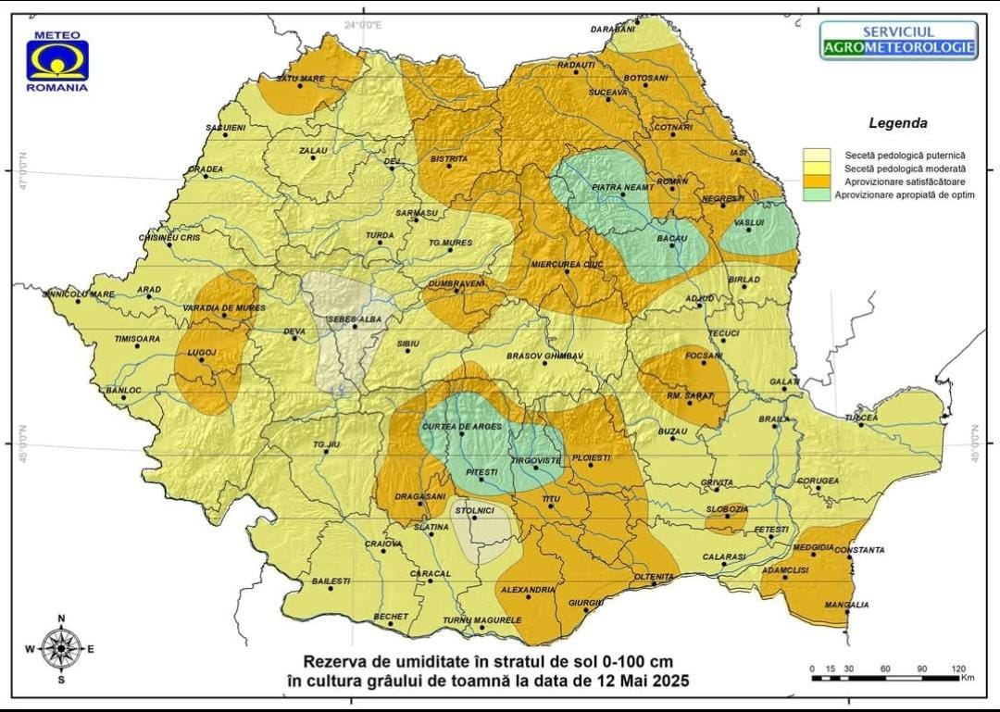 METEO
ROMANIA
24°0'0"E
SERVICIUL
AGROMETEOROLOGIE
Legenda
Secetă pedologică puternică
Secetă pedologică moderată
Aprovizionare satisfăcătoare
Aprovizionare apropiată de optim
DARABANI
RADAUTI
BOTOSANI
SATU MARE
SUCEAVA
SACUIENI
COTNARI
ZALAU
IASI
DEJ
BISTRITA
47°0'0"N
ORADEA
PIATRA NEAMT
ROMAN
NEGRESTI
SARMASU
VASLUI
CHISINEU CRIS
TURDA
TG.MURES
BACAU
MIERCUREA CIUC
DUMBRAVENI
BIRLAD
SINNICOLU MARE
ARAD
ADJUD
VARADIA DE MURES
SEBES-ALBA
DEVA
TECUCI
TIMISOARA
LUGOJ
SIBIU
BRASOV GHIMBAV
FOCSANI
BANLOC
GALATI
RM. SARAT
CURTEA DE ARGES
BRAILA
TULCEA
BUZAU
45°0'0"N
45°0'0"N
TG.JIU
TIRGOVISTE
PLOIESTI
PITESTI
GRIVITA
CORUGEA
DRAGASANI
TITU
STOLNICI
SLOBOZIA
SLATINA
FETESTI
CRAIOVA
MEDGIDIA
CONSTANTA
CALARASI
CARACAL
ADAMCLISI
BAILESTI
OLTENITA
ALEXANDRIA
GIURGIU
MANGALIA
BECHET
TURNU MAGURELE
N
W
E
S
Rezerva de umiditate în stratul de sol 0-100 cm
în cultura grâului de toamnă la data de 12 Mai 2025
0 15 30 60 90 120
Km